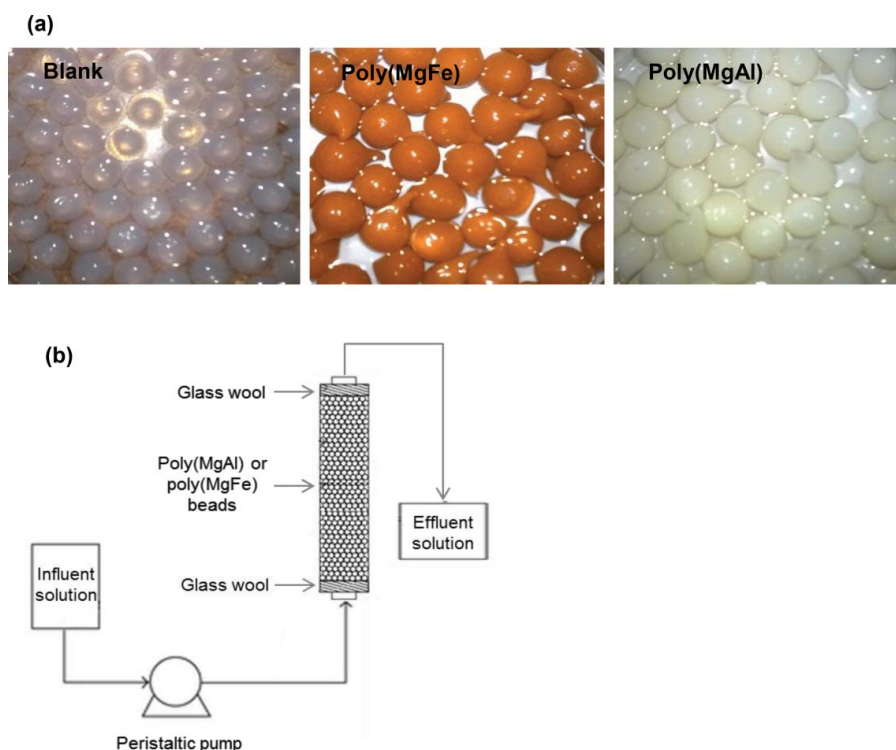 (a)
Blank
Poly(MgFe)
Poly(MgAl)
(b)
Glass wool
Poly(MgAl) or
poly(MgFe)
beads
Effluent
solution
Influent
solution
Glass wool
Peristaltic pump